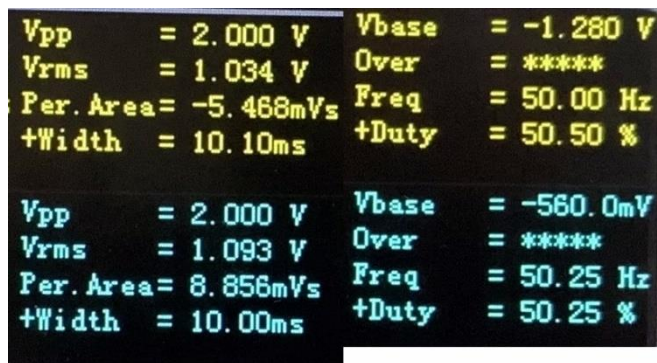 Vpp = 2.000 V
Vrms = 1.034 V
Per.Area= -5.468mVs
+Width = 10.10ms
Vbase = -1.280 V
Over = *****
Freq = 50.00 Hz
+Duty = 50.50 %
Vpp = 2.000 V
Vrms = 1.093 V
Per.Area= 8.856mVs
+Width = 10.00ms
Vbase = -560.0mV
Over = *****
Freq = 50.25 Hz
+Duty = 50.25 %